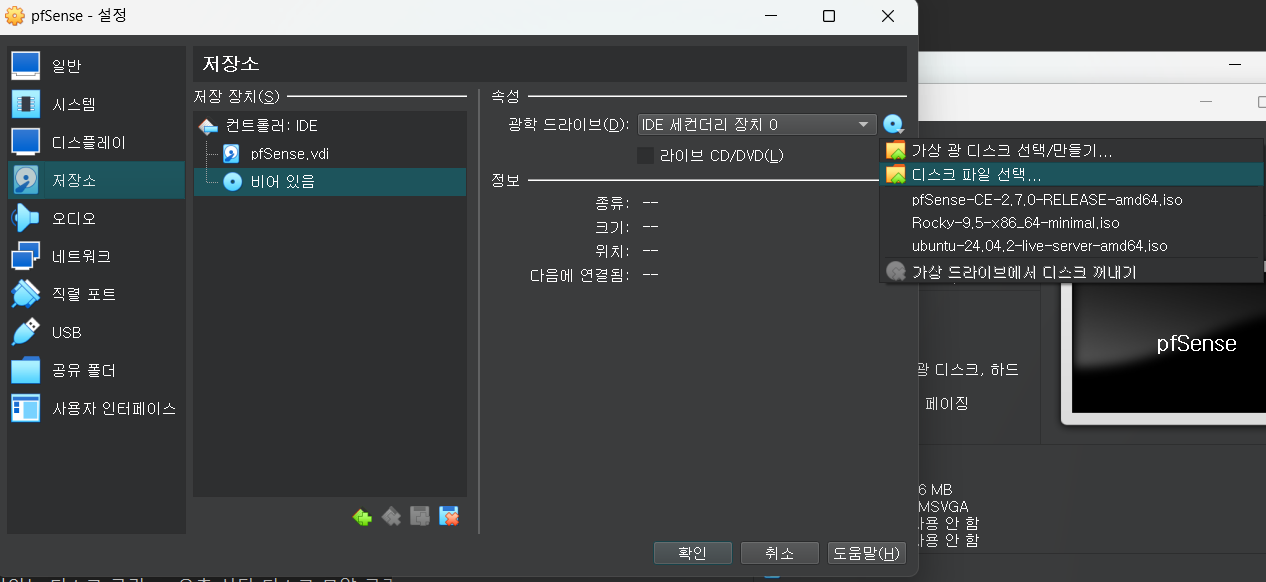 pfSense - 설정
일반
시스템
디스플레이
저장소
오디오
네트워크
직렬 포트
USB
공유 폴더
사용자 인터페이스
저장소
저장 장치(S)
컨트롤러: IDE
pfSense.vdi
비어 있음
속성
광학 드라이브(D): IDE 세컨더리 장치 0
라이브 CD/DVD(L)
정보
종류: --
크기: --
위치: --
다음에 연결됨: --
가상 광 디스크 선택/만들기...
디스크 파일 선택...
pfSense-CE-2.7.0-RELEASE-amd64.iso
Rocky-9.5-x86_64-minimal.iso
ubuntu-24.04.2-live-server-amd64.iso
가상 드라이브에서 디스크 꺼내기
pfSense
광 디스크, 하드
페이징
6 MB
MSVGA
사용 안 함
사용 안 함
확인
취소
도움말(H)